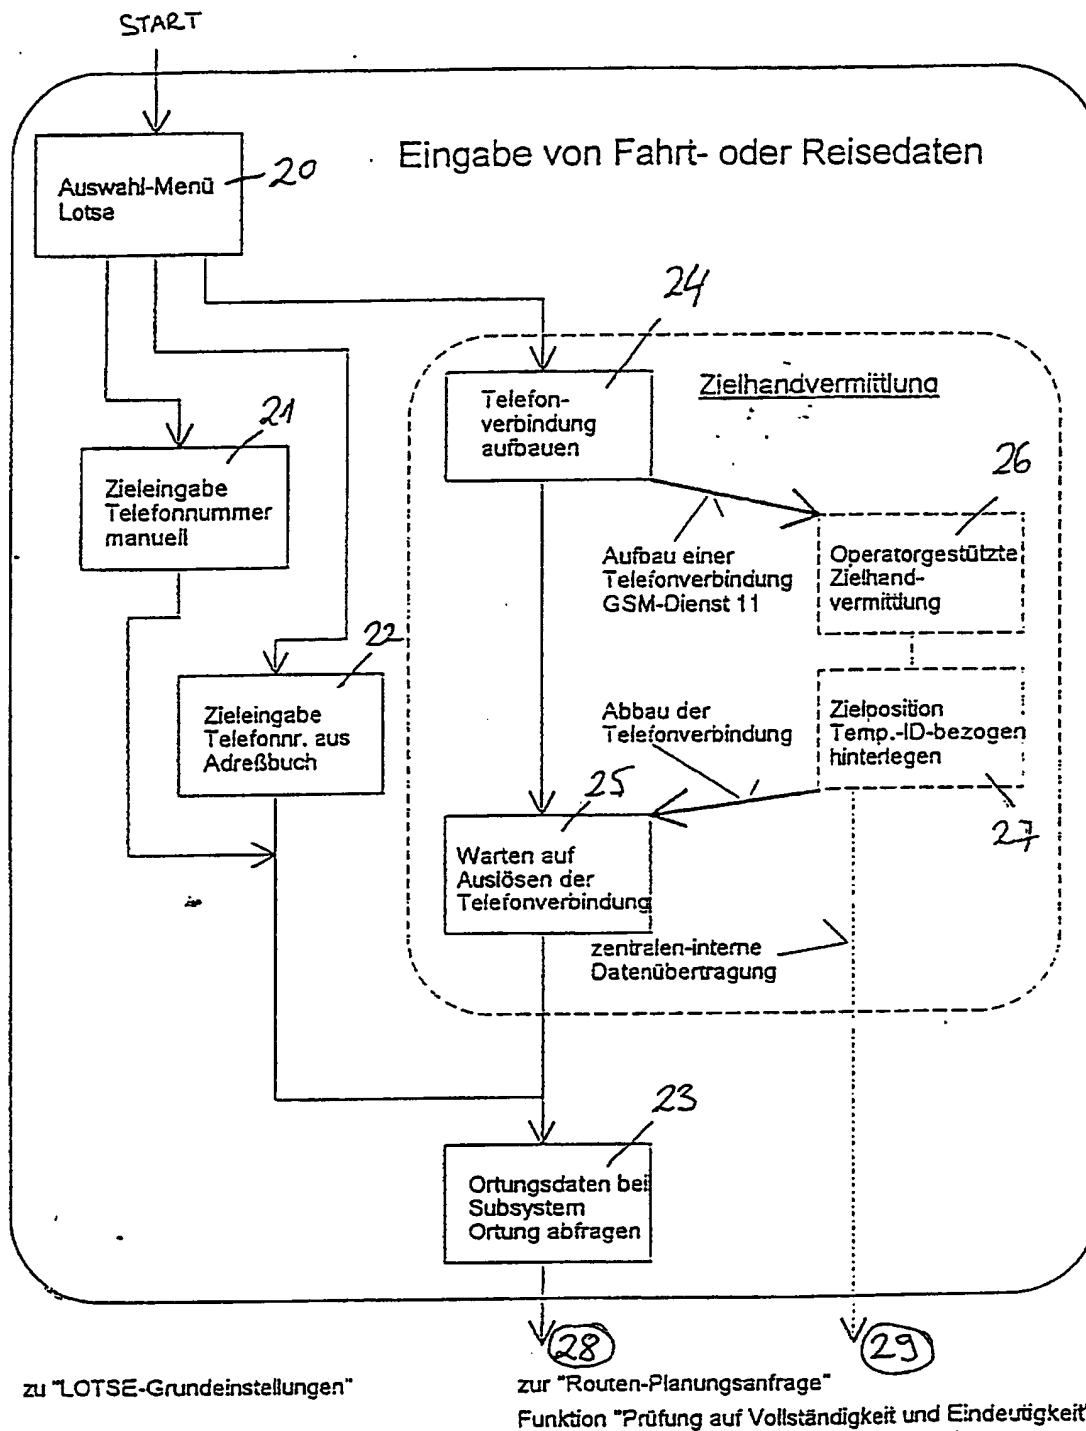 START
Eingabe von Fahrt- oder Reisedaten
Auswahl-Menü
Lotse
20
24
Telefon-
verbindung
aufbauen
Zielhandvermittlung
21
Zieleingabe
Telefonnummer
manuell
26
Aufbau einer
Telefonverbindung
GSM-Dienst 11
Operatorgestützte
Zielhand-
vermittlung
22
Zieleingabe
Telefonnr. aus
Adreßbuch
Abbau der
Telefonverbindung
Zielposition
Temp.-ID-bezogen
hinterlegen
25
27
Warten auf
Auslösen der
Telefonverbindung
zentralen-interne
Datenübertragung
23
Ortungsdaten bei
Subsystem
Ortung abfragen
28
29
zu "LOTSE-Grundeinstellungen"
zur "Routen-Planungsanfrage"
Funktion "Prüfung auf Vollständigkeit und Eindeutigkeit"